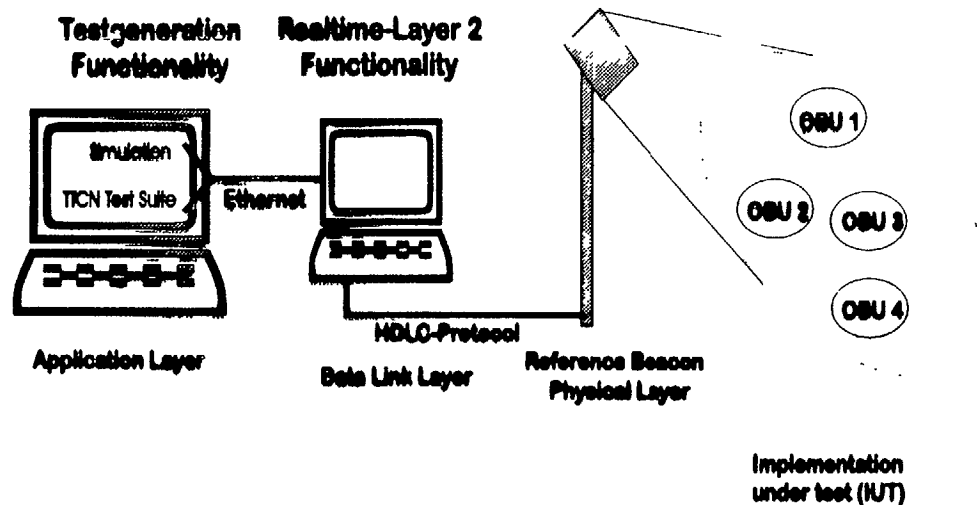 Testgeneration
Functionality
Realtime-Layer 2
Functionality
Simulation
TTCN Test Suite
Ethernet
OBU 1
OBU 2
OBU 3
OBU 4
HDLC-Protocol
Application Layer
Data Link Layer
Reference Beacon
Physical Layer
Implementation
under test (IUT)